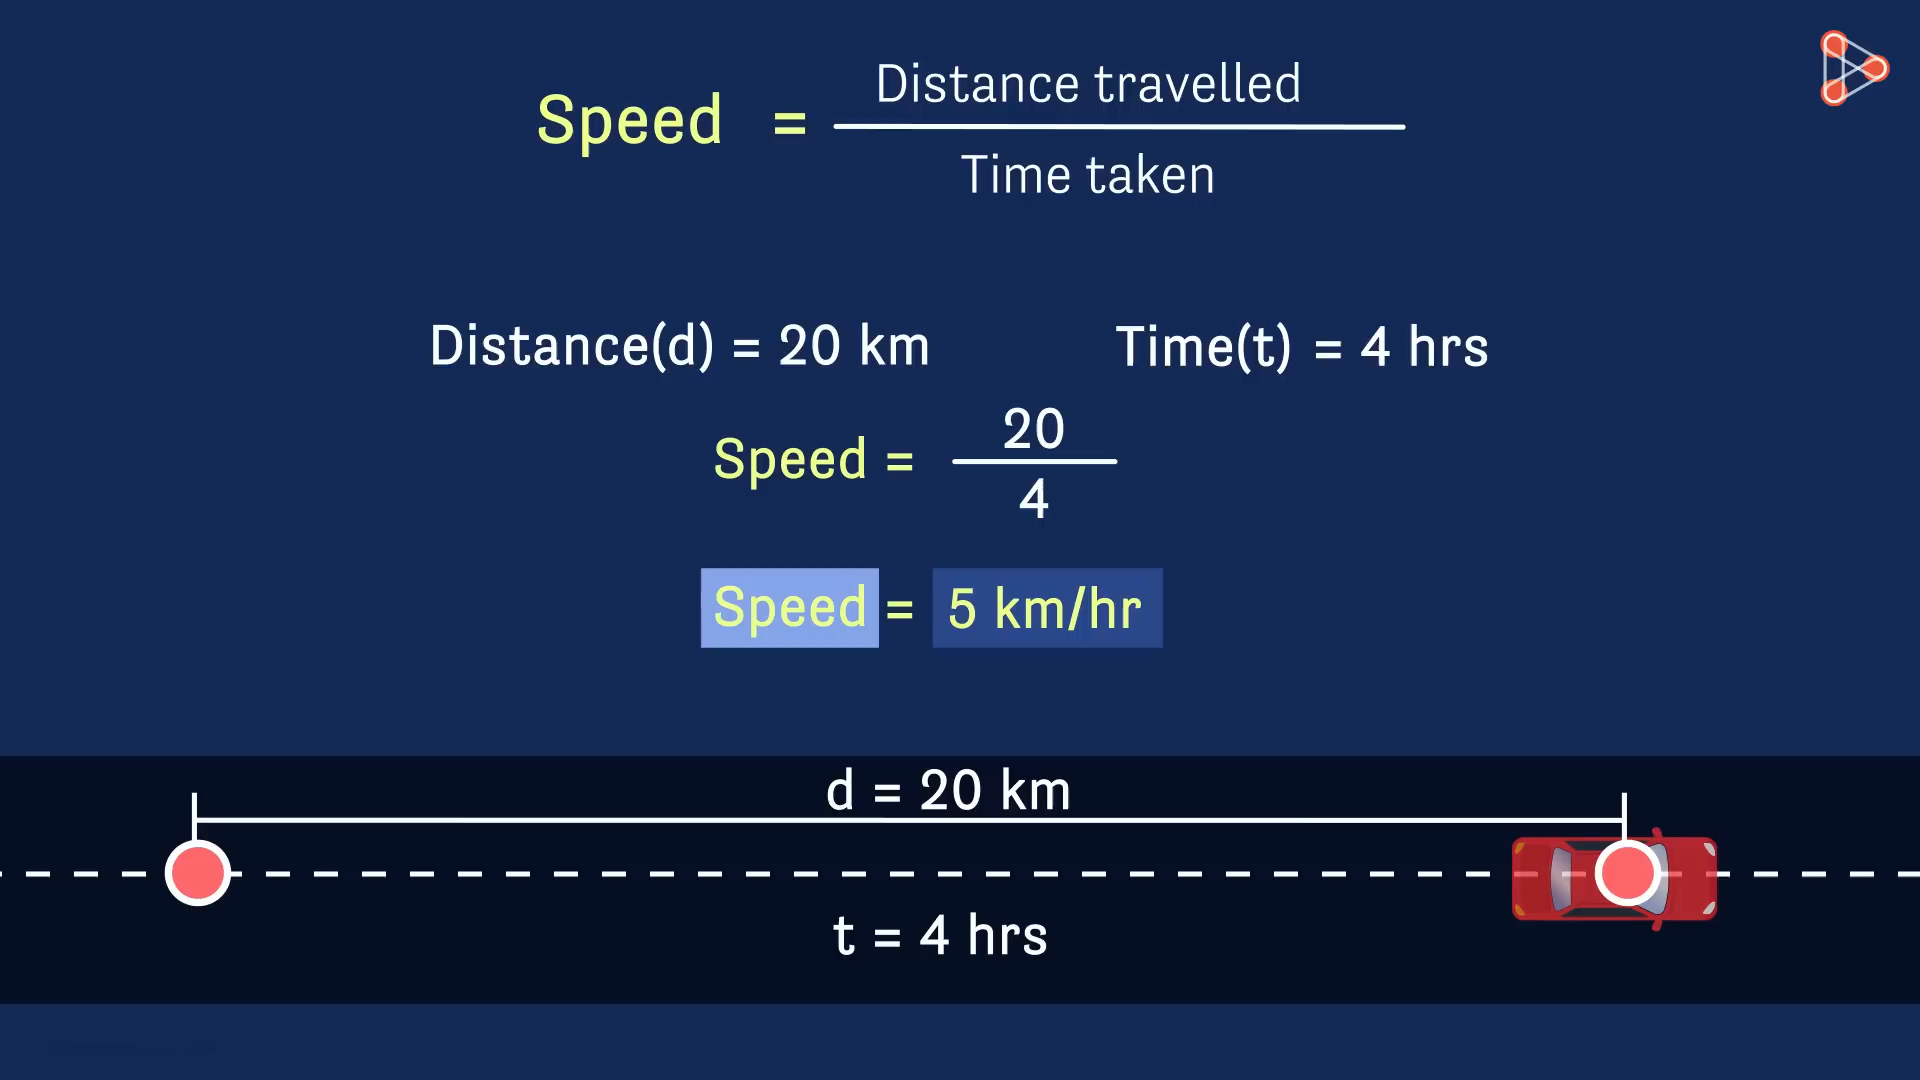 Speed = Distance travelled
Time taken
Distance(d) = 20 km Time(t) = 4 hrs
Speed = 20
4
Speed = 5 km/hr
d = 20 km
t = 4 hrs